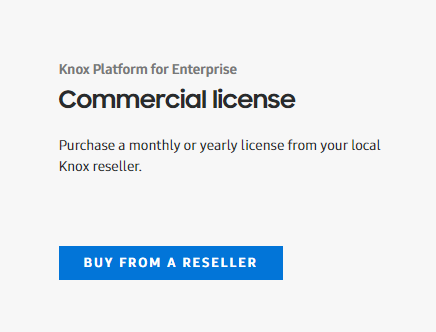 Knox Platform for Enterprise
Commercial license
Purchase a monthly or yearly license from your local
Knox reseller.
BUY FROM A RESELLER